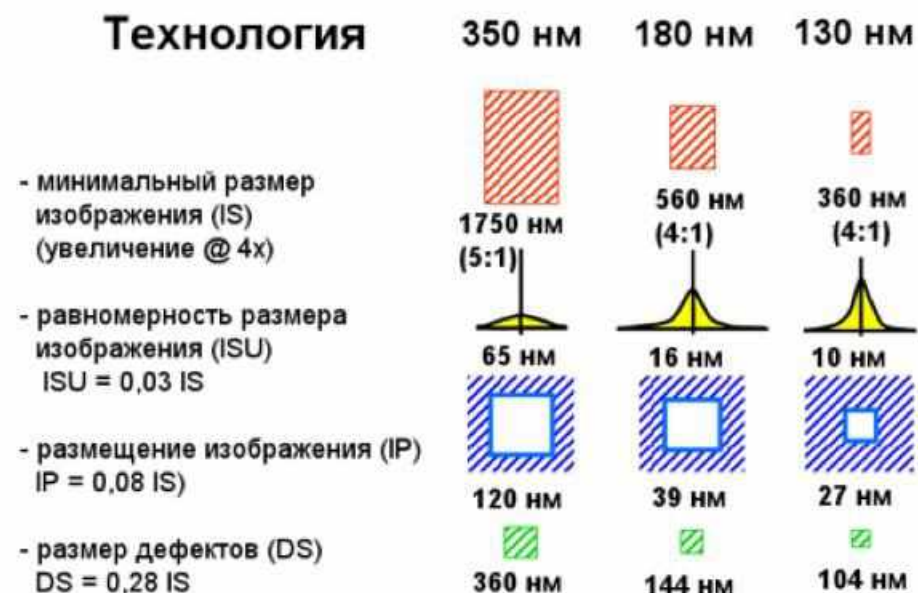 Технология 350 нм 180 нм 130 нм
- минимальный размер
изображения (IS)
(увеличение @ 4x)
1750 нм
(5:1)
560 нм
(4:1)
360 нм
(4:1)
- равномерность размера
изображения (ISU)
ISU = 0,03 IS
65 нм 16 нм 10 нм
- размещение изображения (IP)
IP = 0,08 IS)
120 нм 39 нм 27 нм
- размер дефектов (DS)
DS = 0,28 IS
360 нм 144 нм 104 нм